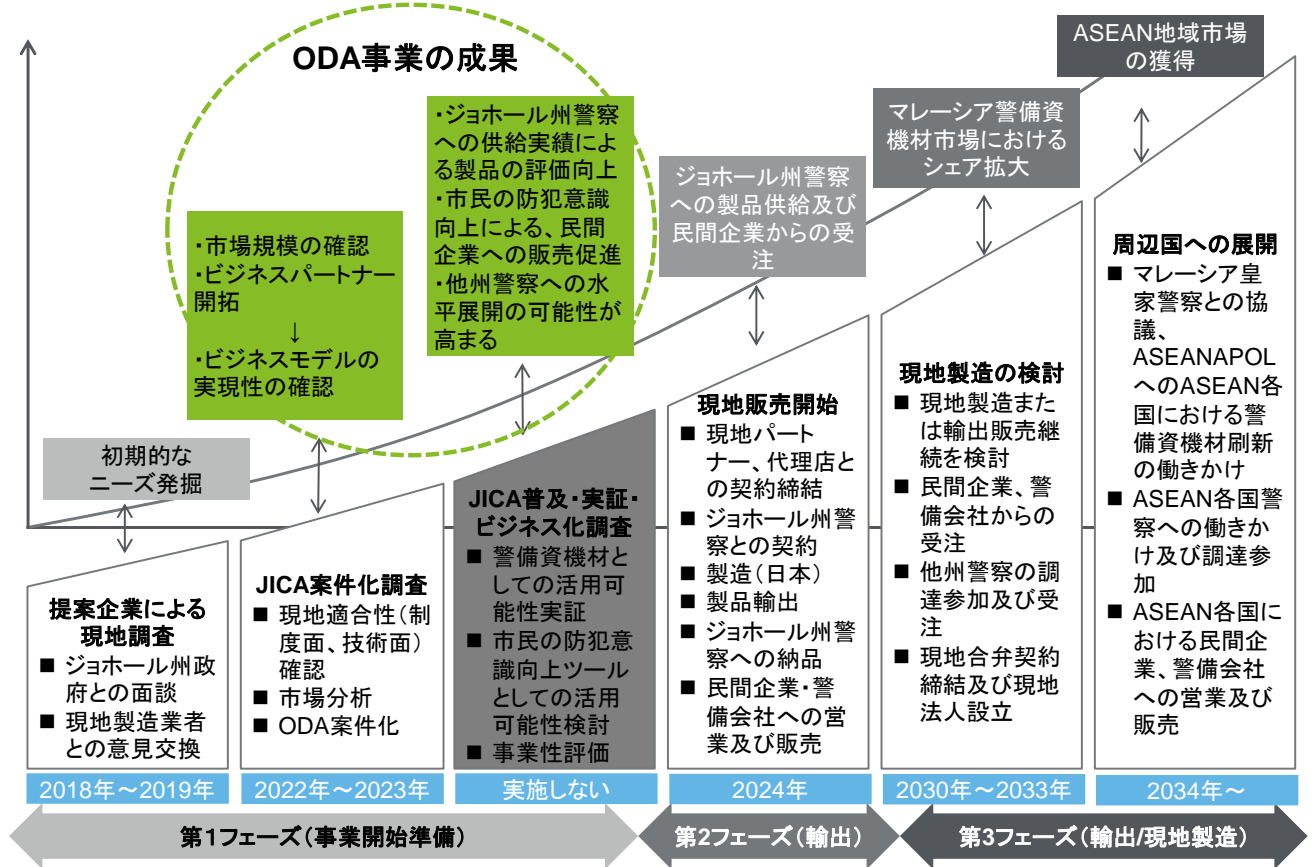 ODA事業の成果
・市場規模の確認
・ビジネスパートナー
開拓
↓
・ビジネスモデルの
実現性の確認
・ジョホール州警察
への供給実績による
製品の評価向上
・市民の防犯意識
向上による、民間
企業への販売促進
・他州警察への水
平展開の可能性が
高まる
初期的な
ニーズ発掘
ジョホール州警察
への製品供給及び
民間企業からの受
注
マレーシア警備資
機材市場における
シェア拡大
ASEAN地域市場
の獲得
提案企業による
現地調査
■ ジョホール州政
府との面談
■ 現地製造業者
との意見交換
JICA案件化調査
■ 現地適合性(制
度面、技術面)
確認
■ 市場分析
■ ODA案件化
JICA普及・実証・
ビジネス化調査
■ 警備資機材と
しての活用可
能性実証
■ 市民の防犯意
識向上ツール
としての活用
可能性検討
■ 事業性評価
現地販売開始
■ 現地パート
ナー、代理店と
の契約締結
■ ジョホール州警
察との契約
■ 製造(日本)
■ 製品輸出
■ ジョホール州警
察への納品
■ 民間企業・警
備会社への営
業及び販売
現地製造の検討
■ 現地製造また
は輸出販売継
続を検討
■ 民間企業、警
備会社からの
受注
■ 他州警察の調
達参加及び受
注
■ 現地合弁契約
締結及び現地
法人設立
周辺国への展開
■ マレーシア皇
家警察との協
議、
ASEANAPOL
へのASEAN各
国における警
備資機材刷新
の働きかけ
■ ASEAN各国警
察への働きか
け及び調達参
加
■ ASEAN各国に
おける民間企
業、警備会社
への営業及び
販売
2018年~2019年
2022年~2023年
実施しない
2024年
2030年~2033年
2034年~
第1フェーズ(事業開始準備)
第2フェーズ(輸出)
第3フェーズ(輸出/現地製造)